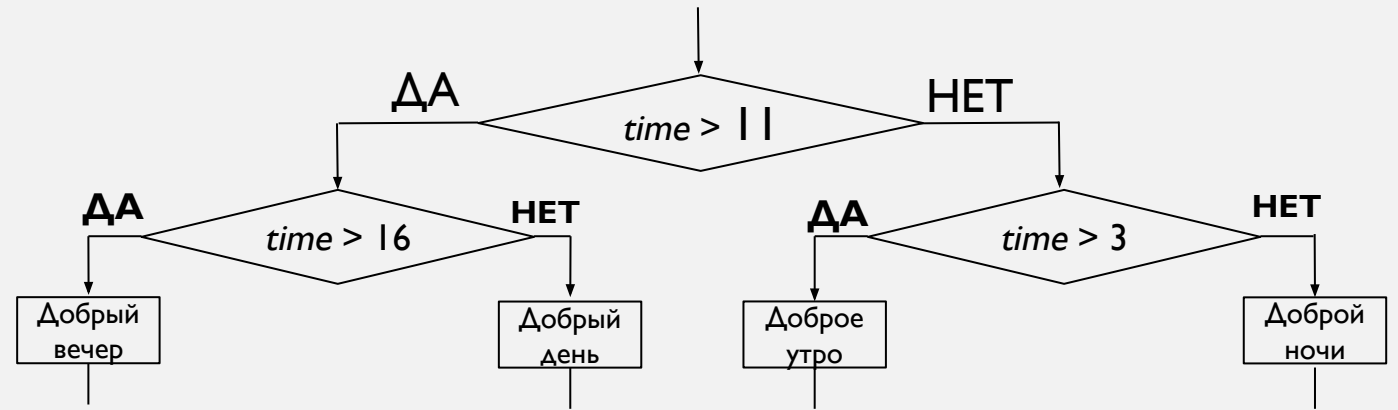 ДА
НЕТ
time > 11
ДА
НЕТ
ДА
НЕТ
time > 16
time > 3
Добрый
вечер
Добрый
день
Доброе
утро
Доброй
ночи